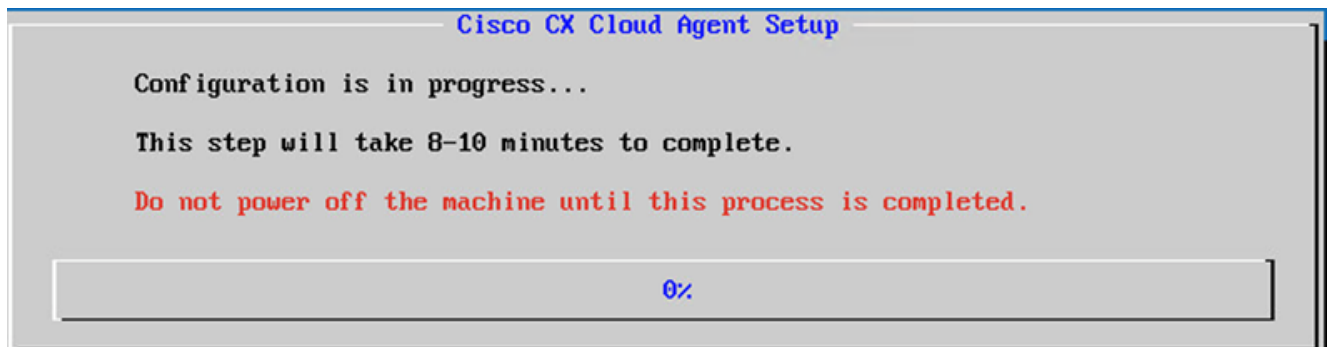 Cisco CX Cloud Agent Setup
Configuration is in progress...
This step will take 8-10 minutes to complete.
Do not power off the machine until this process is completed.
0%